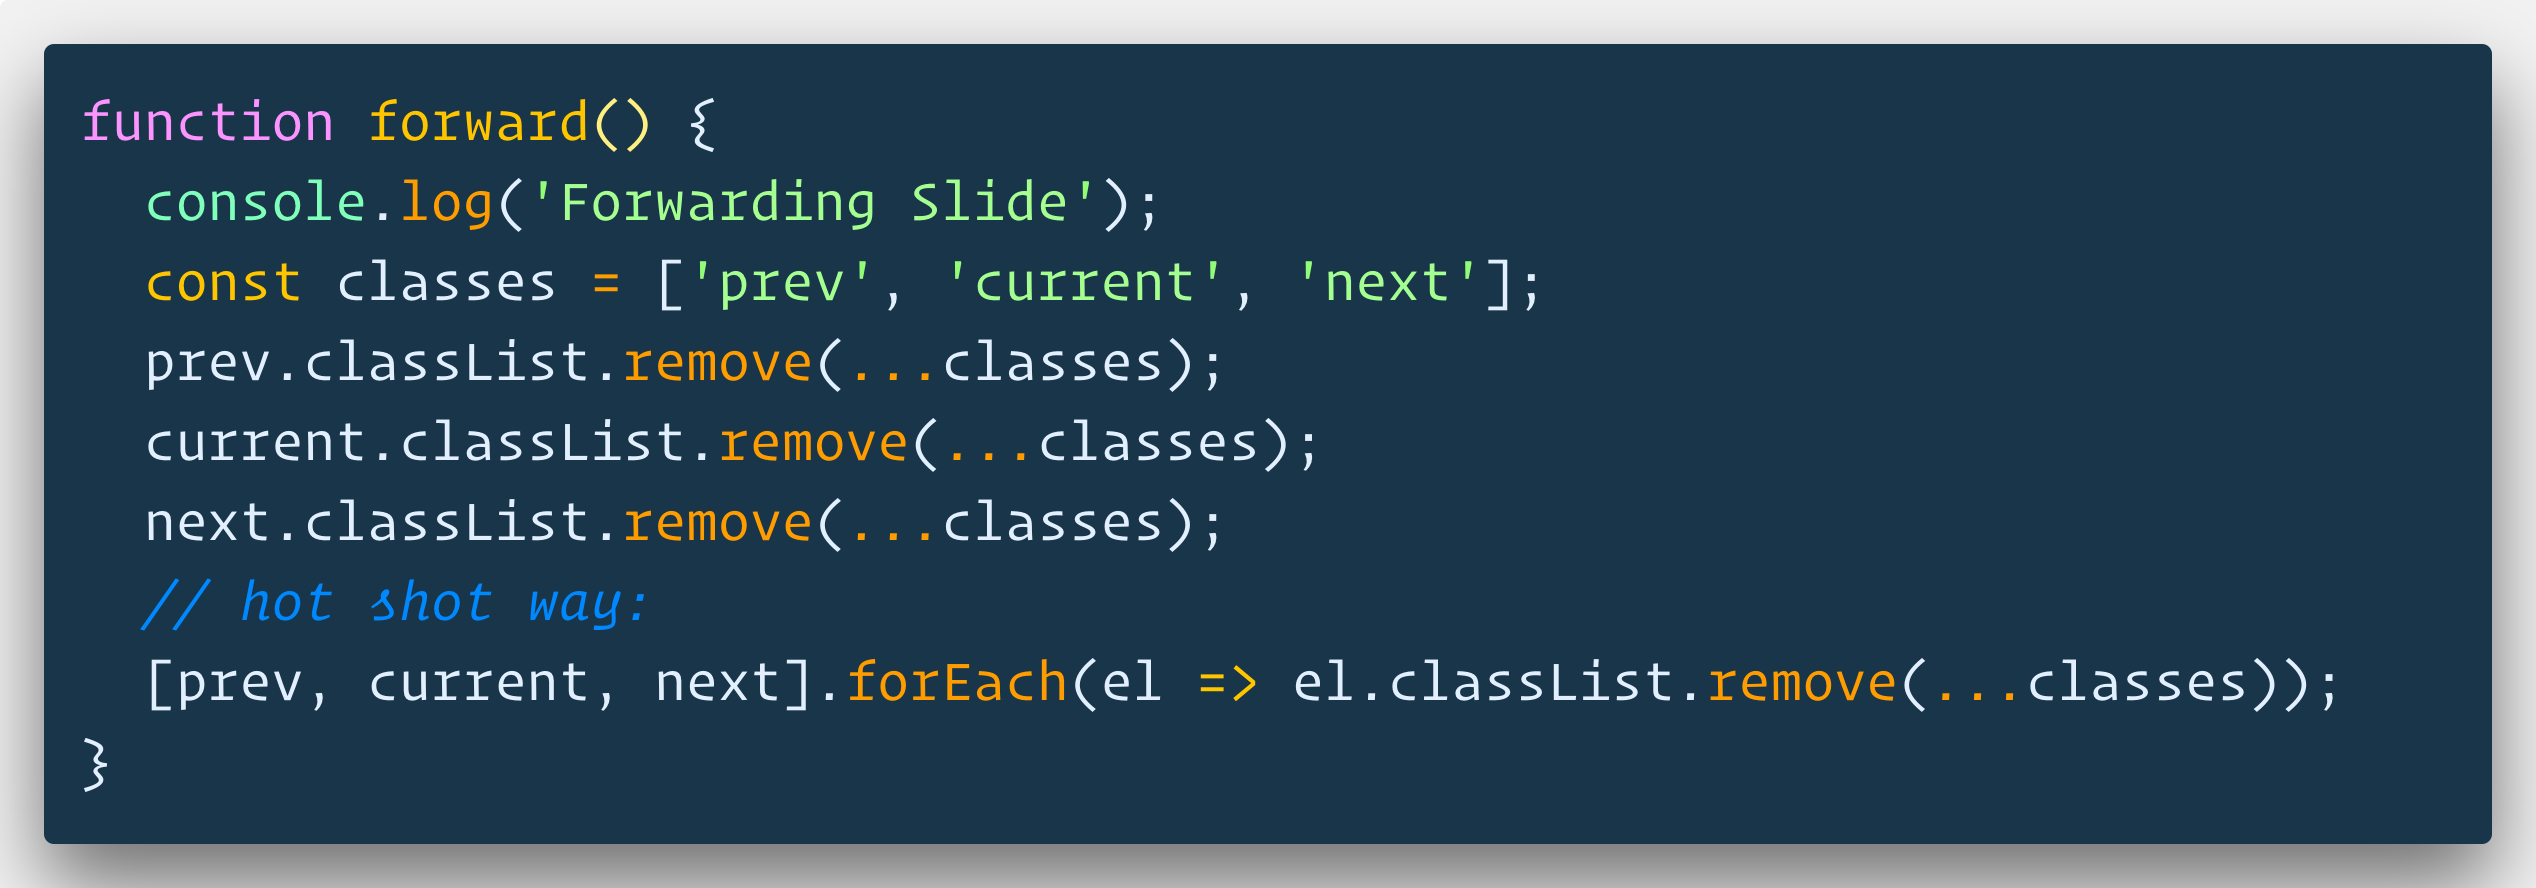 function forward() {
  console.log('Forwarding Slide');
  const classes = ['prev', 'current', 'next'];
  prev.classList.remove(...classes);
  current.classList.remove(...classes);
  next.classList.remove(...classes);
  // hot shot way:
  [prev, current, next].forEach(el => el.classList.remove(...classes));
}